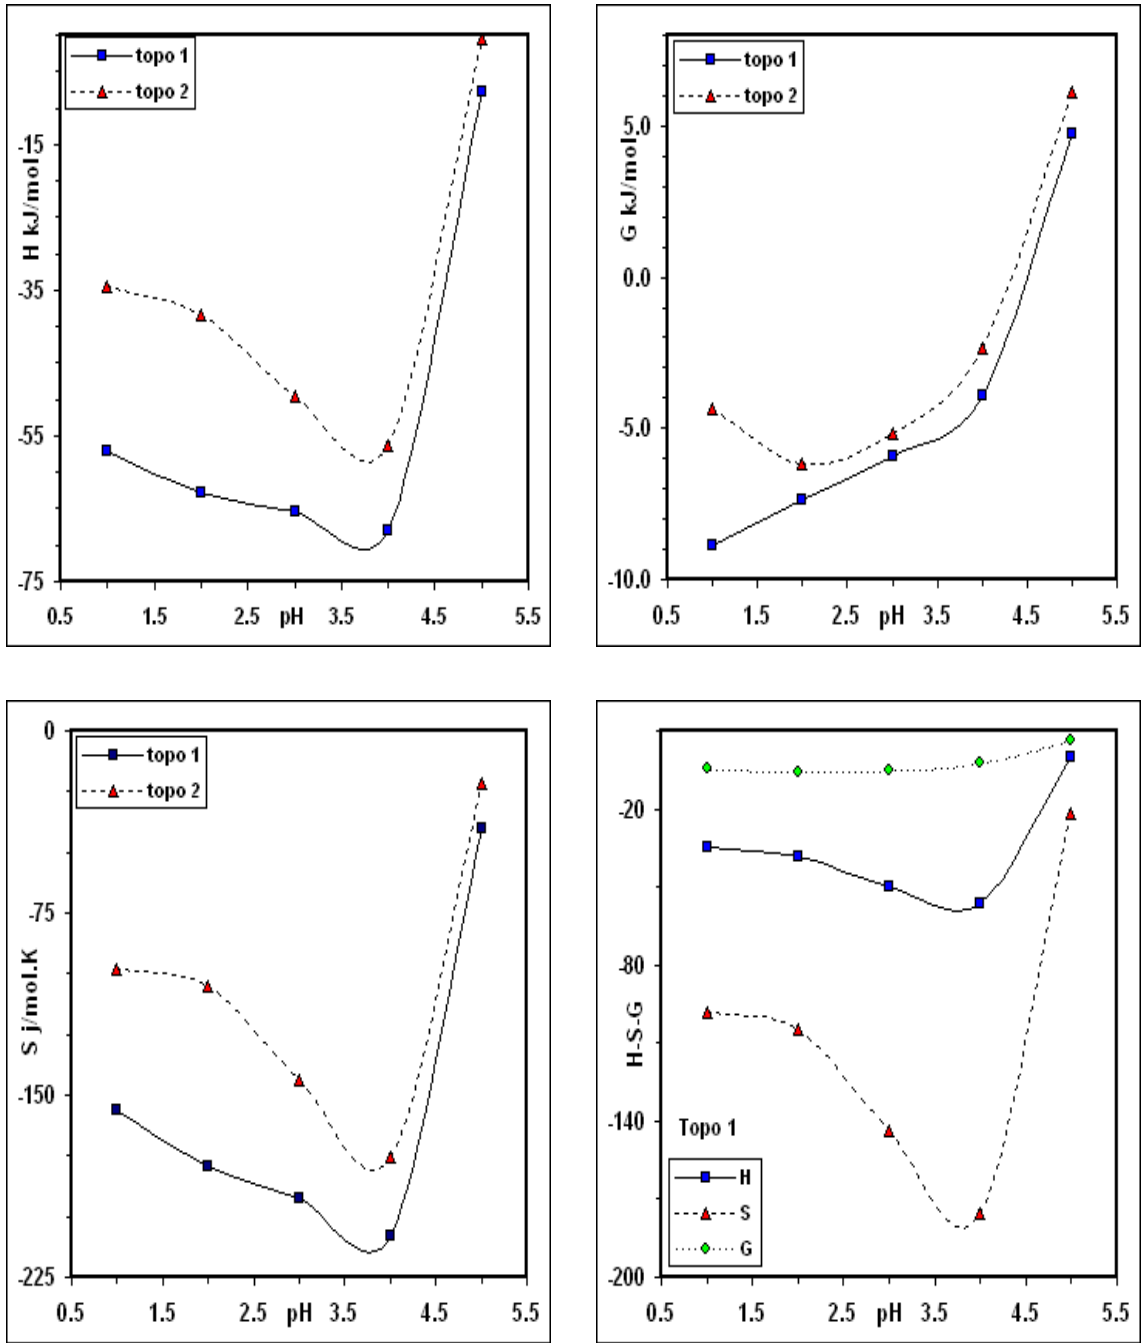 topo 1
topo 2
H kJ/mol
-15
-35
-55
-75
0.5 1.5 pH 3.5 4.5 5.5
topo 1
topo 2
G kJ/mol
5.0
0.0
-5.0
-10.0
0.5 1.5 2.5 pH 3.5 4.5 5.5
topo 1
topo 2
S j/mol.K
0
-75
-150
-225
0.5 1.5 2.5 pH 3.5 4.5 5.5
H-S-G
-20
-80
-140
-200
Topo 1
H
S
G
0.5 1.5 2.5 pH 3.5 4.5 5.5